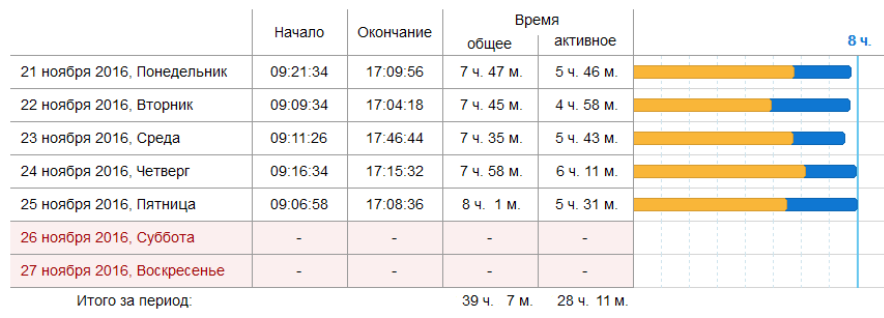 Начало Окончание Время
общее активное 8 ч.
21 ноября 2016, Понедельник 09:21:34 17:09:56 7 ч. 47 м. 5 ч. 46 м.
22 ноября 2016, Вторник 09:09:34 17:04:18 7 ч. 45 м. 4 ч. 58 м.
23 ноября 2016, Среда 09:11:26 17:46:44 7 ч. 35 м. 5 ч. 43 м.
24 ноября 2016, Четверг 09:16:34 17:15:32 7 ч. 58 м. 6 ч. 11 м.
25 ноября 2016, Пятница 09:06:58 17:08:36 8 ч. 1 м. 5 ч. 31 м.
26 ноября 2016, Суббота - - - -
27 ноября 2016, Воскресенье - - - -
Итого за период: 39 ч. 7 м. 28 ч. 11 м.